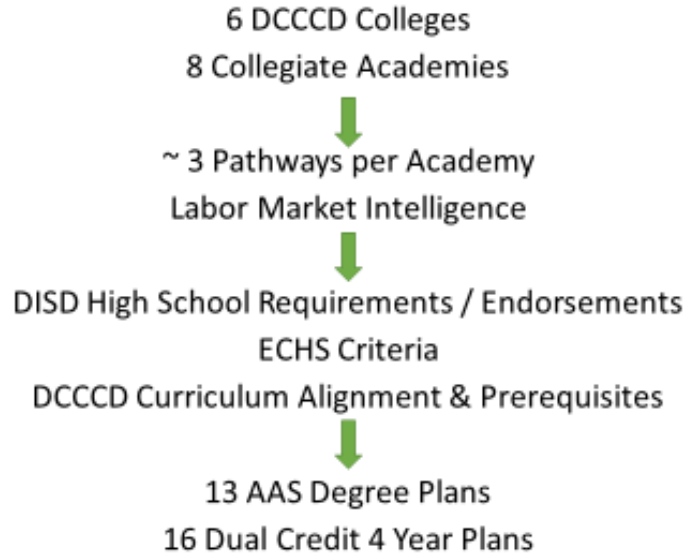 6 DCCCD Colleges
8 Collegiate Academies
~ 3 Pathways per Academy
Labor Market Intelligence
DISD High School Requirements / Endorsements
ECHS Criteria
DCCCD Curriculum Alignment & Prerequisites
13 AAS Degree Plans
16 Dual Credit 4 Year Plans